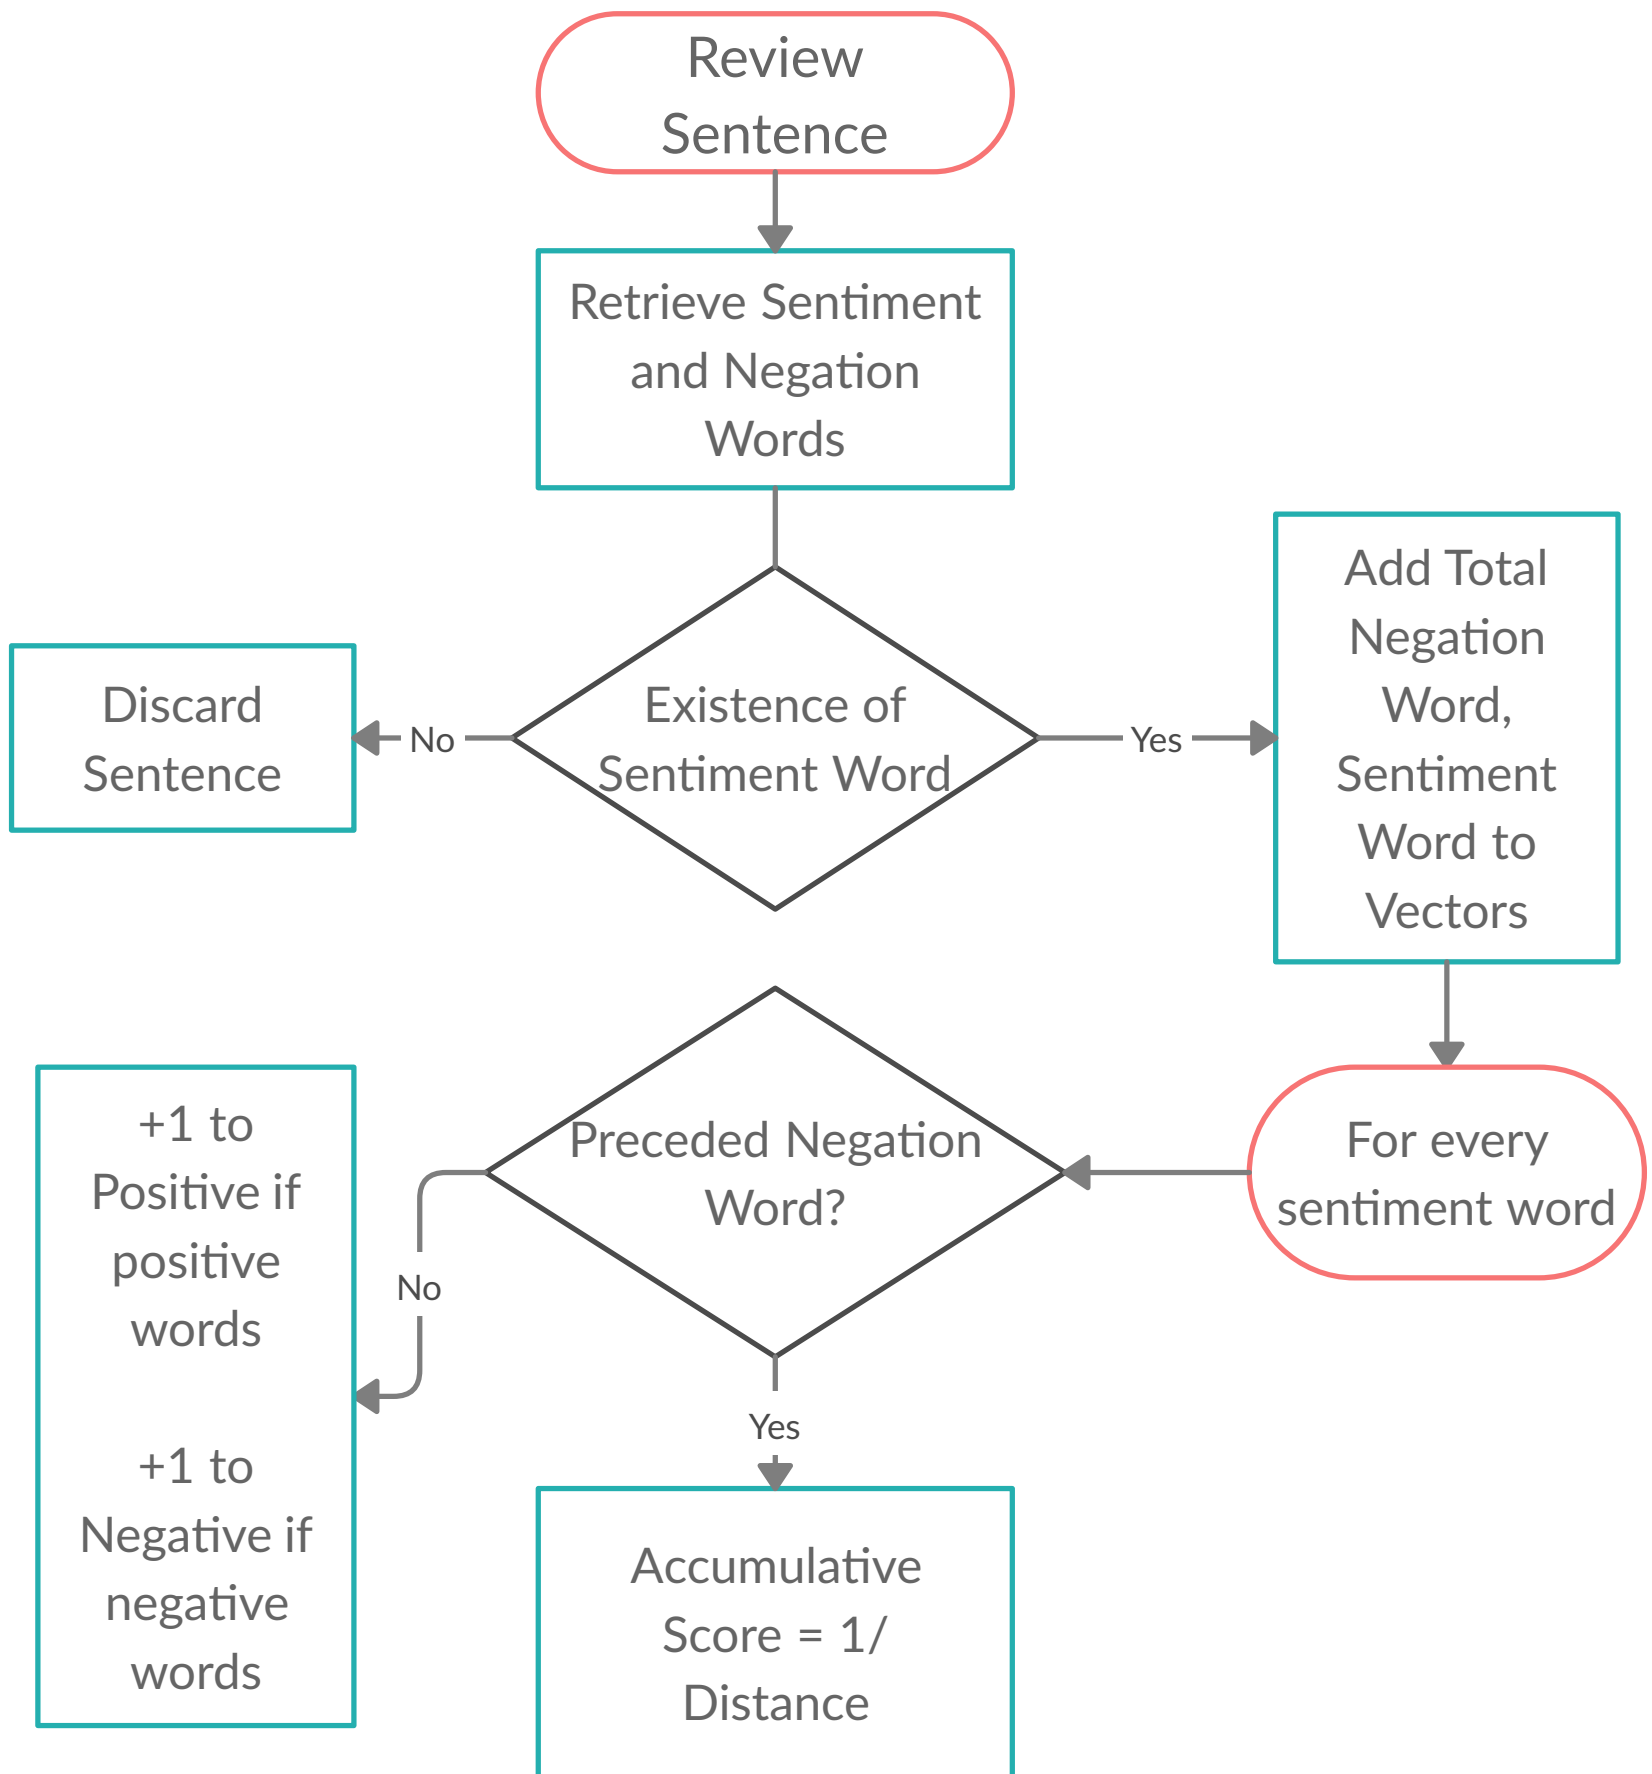 Review
Sentence
Retrieve Sentiment
and Negation
Words
Existence of
Sentiment Word
No
Discard
Sentence
Yes
Add Total
Negation
Word,
Sentiment
Word to
Vectors
For every
sentiment word
Preceded Negation
Word?
No
+1 to
Positive if
positive
words
+1 to
Negative if
negative
words
Yes
Accumulative
Score = 1/
Distance